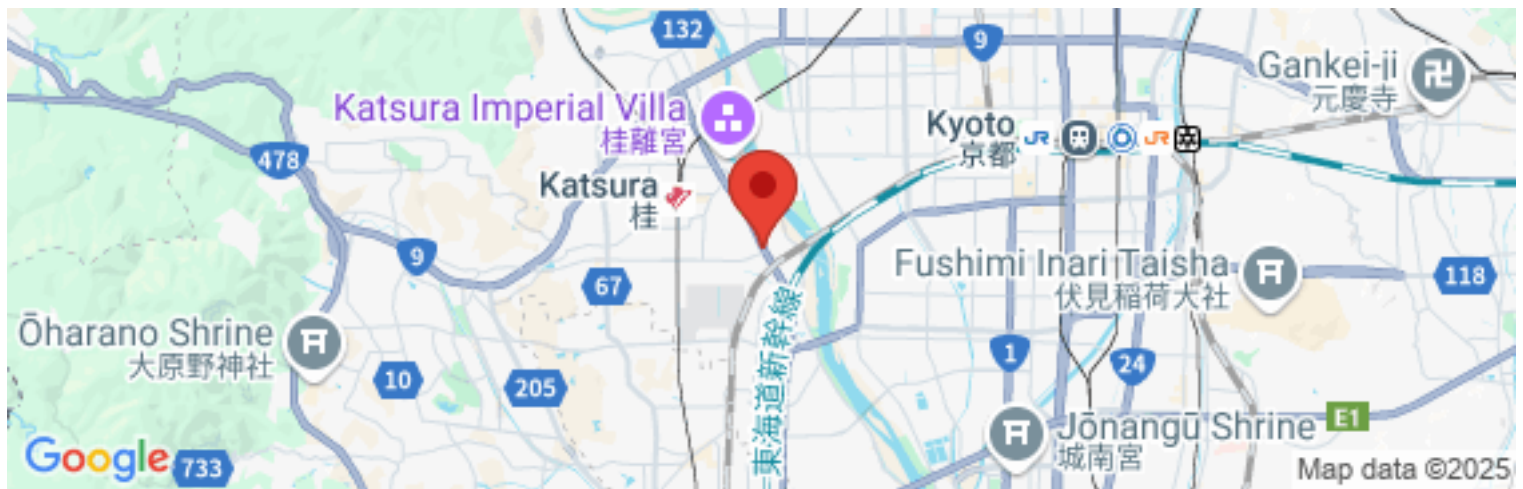 132
9
Gankei-ji
元慶寺
Katsura Imperial Villa
桂離宮
Kyoto
京都
JR
JR
478
Katsura
桂
9
67
Fushimi Inari Taisha
伏見稲荷大社
118
Ōharano Shrine
大原野神社
東海道新幹線
10
205
1
24
Jōnangū Shrine
城南宮
E1
Google
733
Map data ©2025